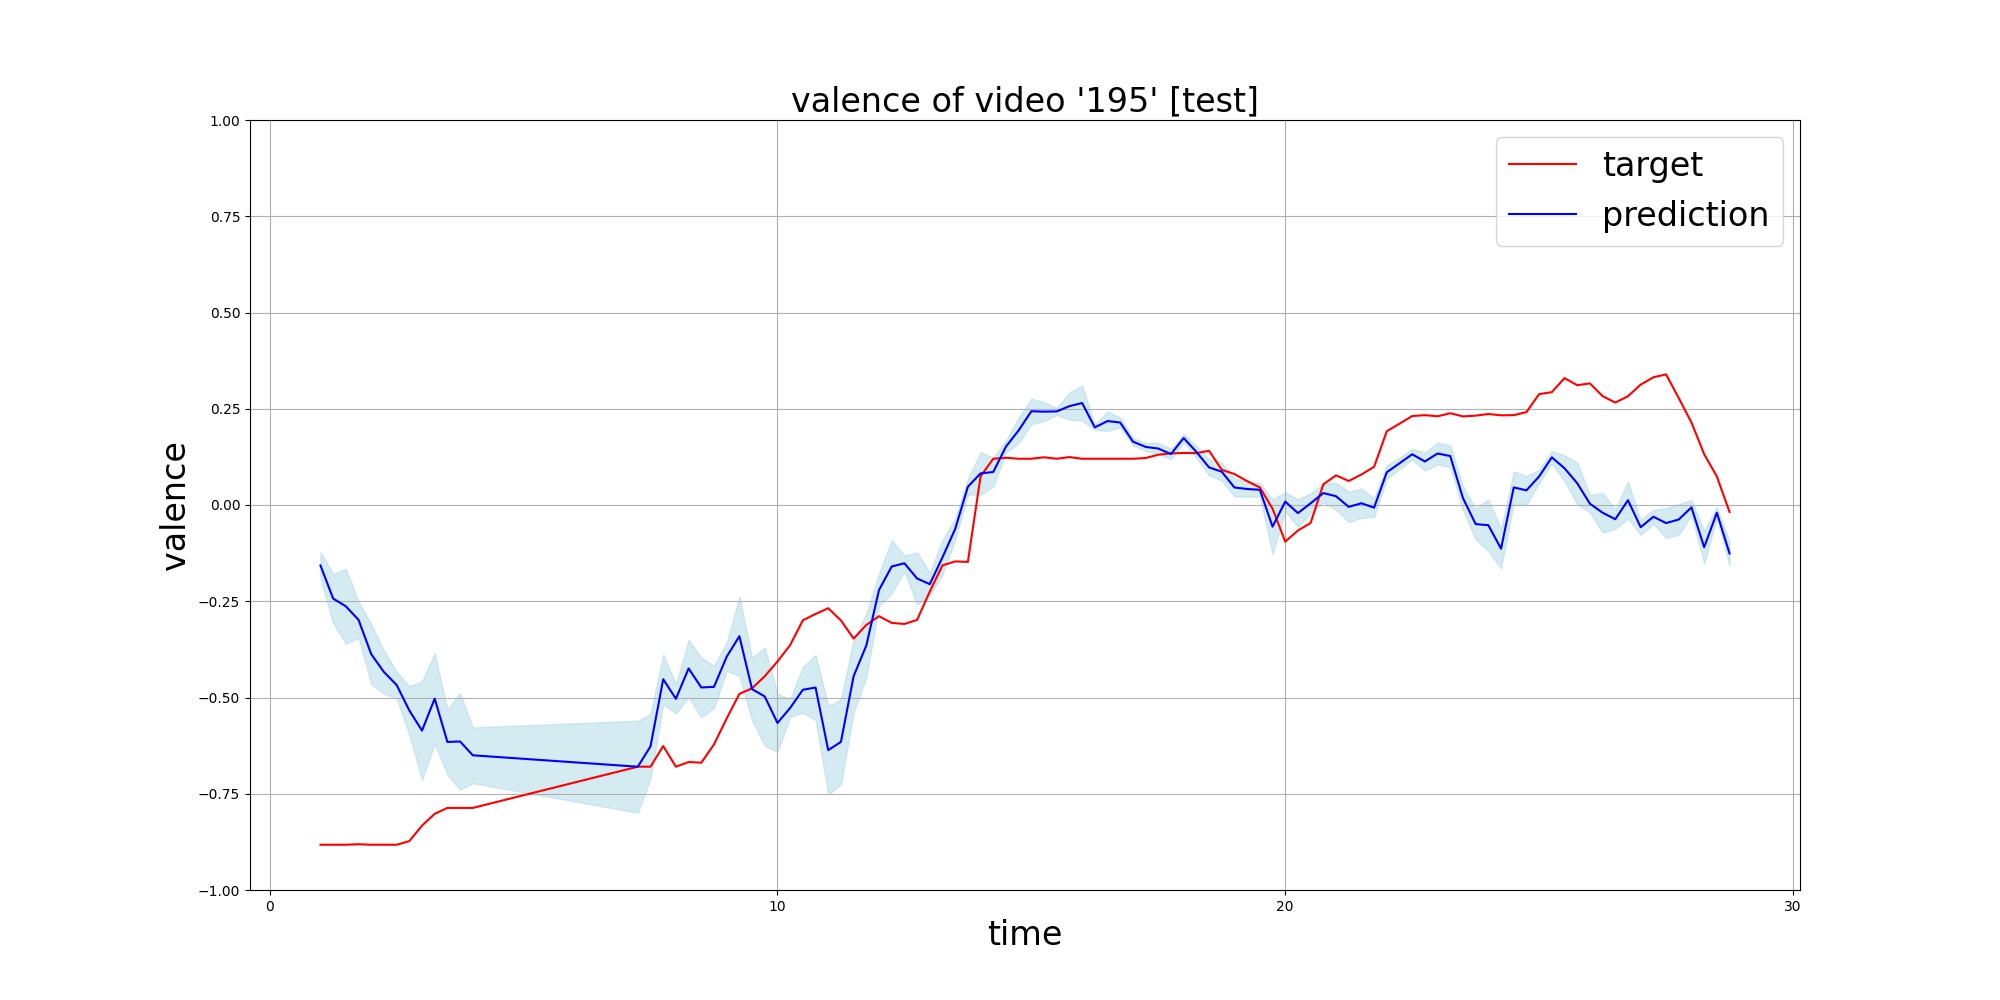 valence of video '195' [test]
1.00
0.75
0.50
0.25
0.00
−0.25
−0.50
−0.75
−1.00
valence
target
prediction
0 10 20 30
time